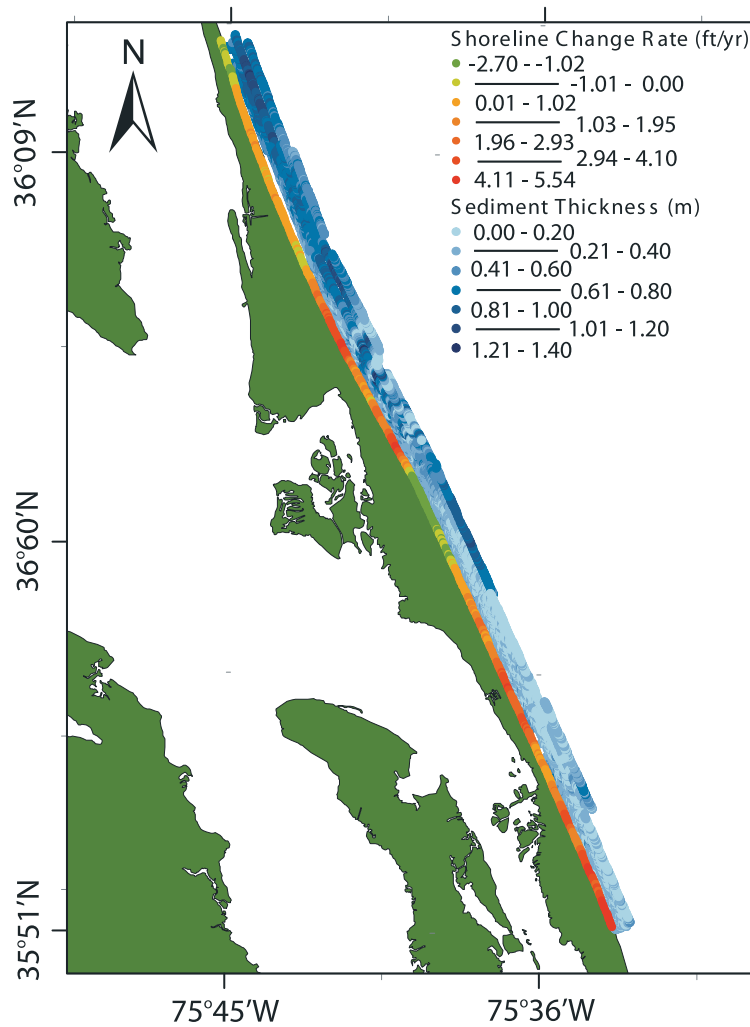 N
Shoreline Change Rate (ft/yr)
-2.70 - -1.02
-1.01 - 0.00
0.01 - 1.02
1.03 - 1.95
1.96 - 2.93
2.94 - 4.10
4.11 - 5.54
Sediment Thickness (m)
0.00 - 0.20
0.21 - 0.40
0.41 - 0.60
0.61 - 0.80
0.81 - 1.00
1.01 - 1.20
1.21 - 1.40
36°09′N
36°60′N
35°51′N
75°45′W
75°36′W